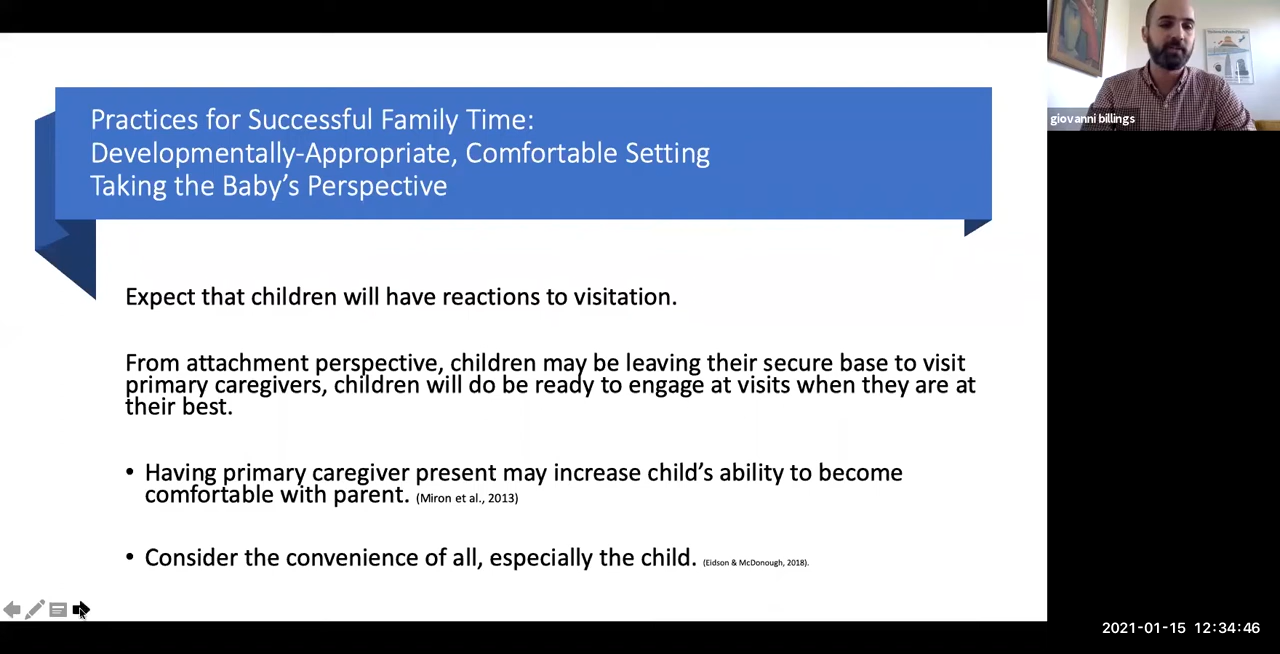 Practices for Successful Family Time:
Developmentally-Appropriate, Comfortable Setting
Taking the Baby's Perspective
giovanni billings
Expect that children will have reactions to visitation.
From attachment perspective, children may be leaving their secure base to visit
primary caregivers, children will do be ready to engage at visits when they are at
their best.
• Having primary caregiver present may increase child's ability to become
comfortable with parent. (Miron et al., 2013)
• Consider the convenience of all, especially the child. (Eidson & McDonough, 2018).
2021-01-15 12:34:46